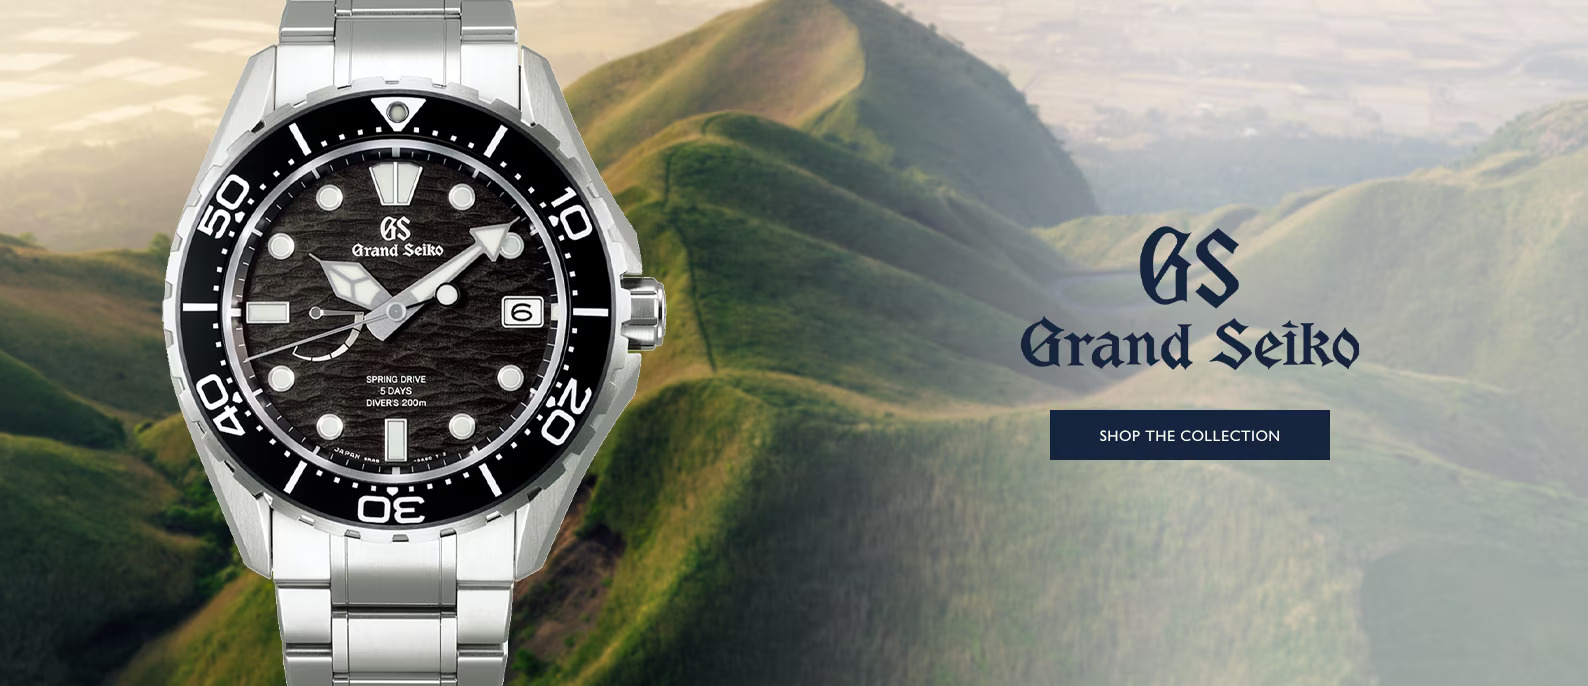 50
10
GS
Grand Seiko
6
SPRING DRIVE
5 DAYS
DIVER'S 200m
40
20
JAPAN
30
GS
Grand Seiko
SHOP THE COLLECTION